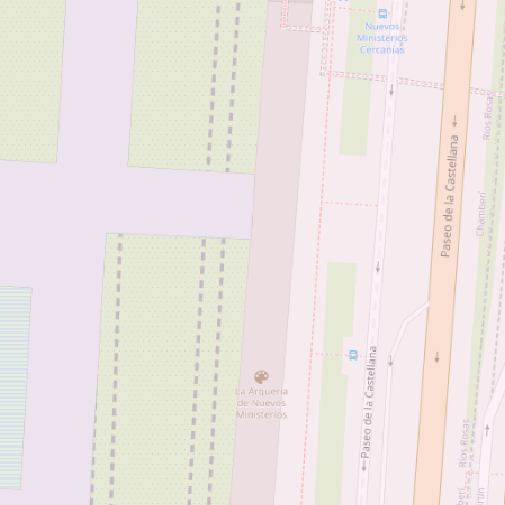 Nuevos
Ministerios
Cercanías
Ríos Rosas
Paseo de la Castellana
Chamberí
La Arquería
de Nuevos
Ministerios
Paseo de la Castellana
Ríos Rosas